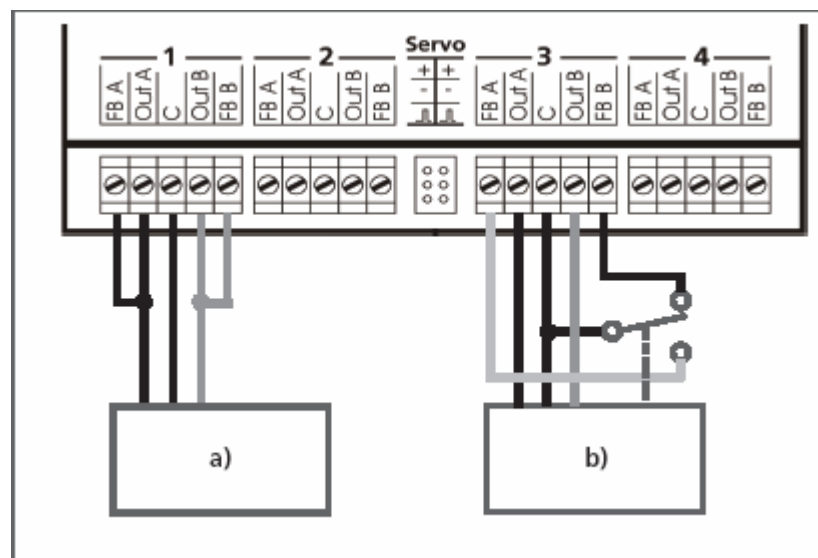 1 2 Servo 3 4
FB A Out A C Out B FB B FB A Out A C Out B FB B + + FB A Out A C Out B FB B FB A Out A C Out B FB B
- -
a) b)